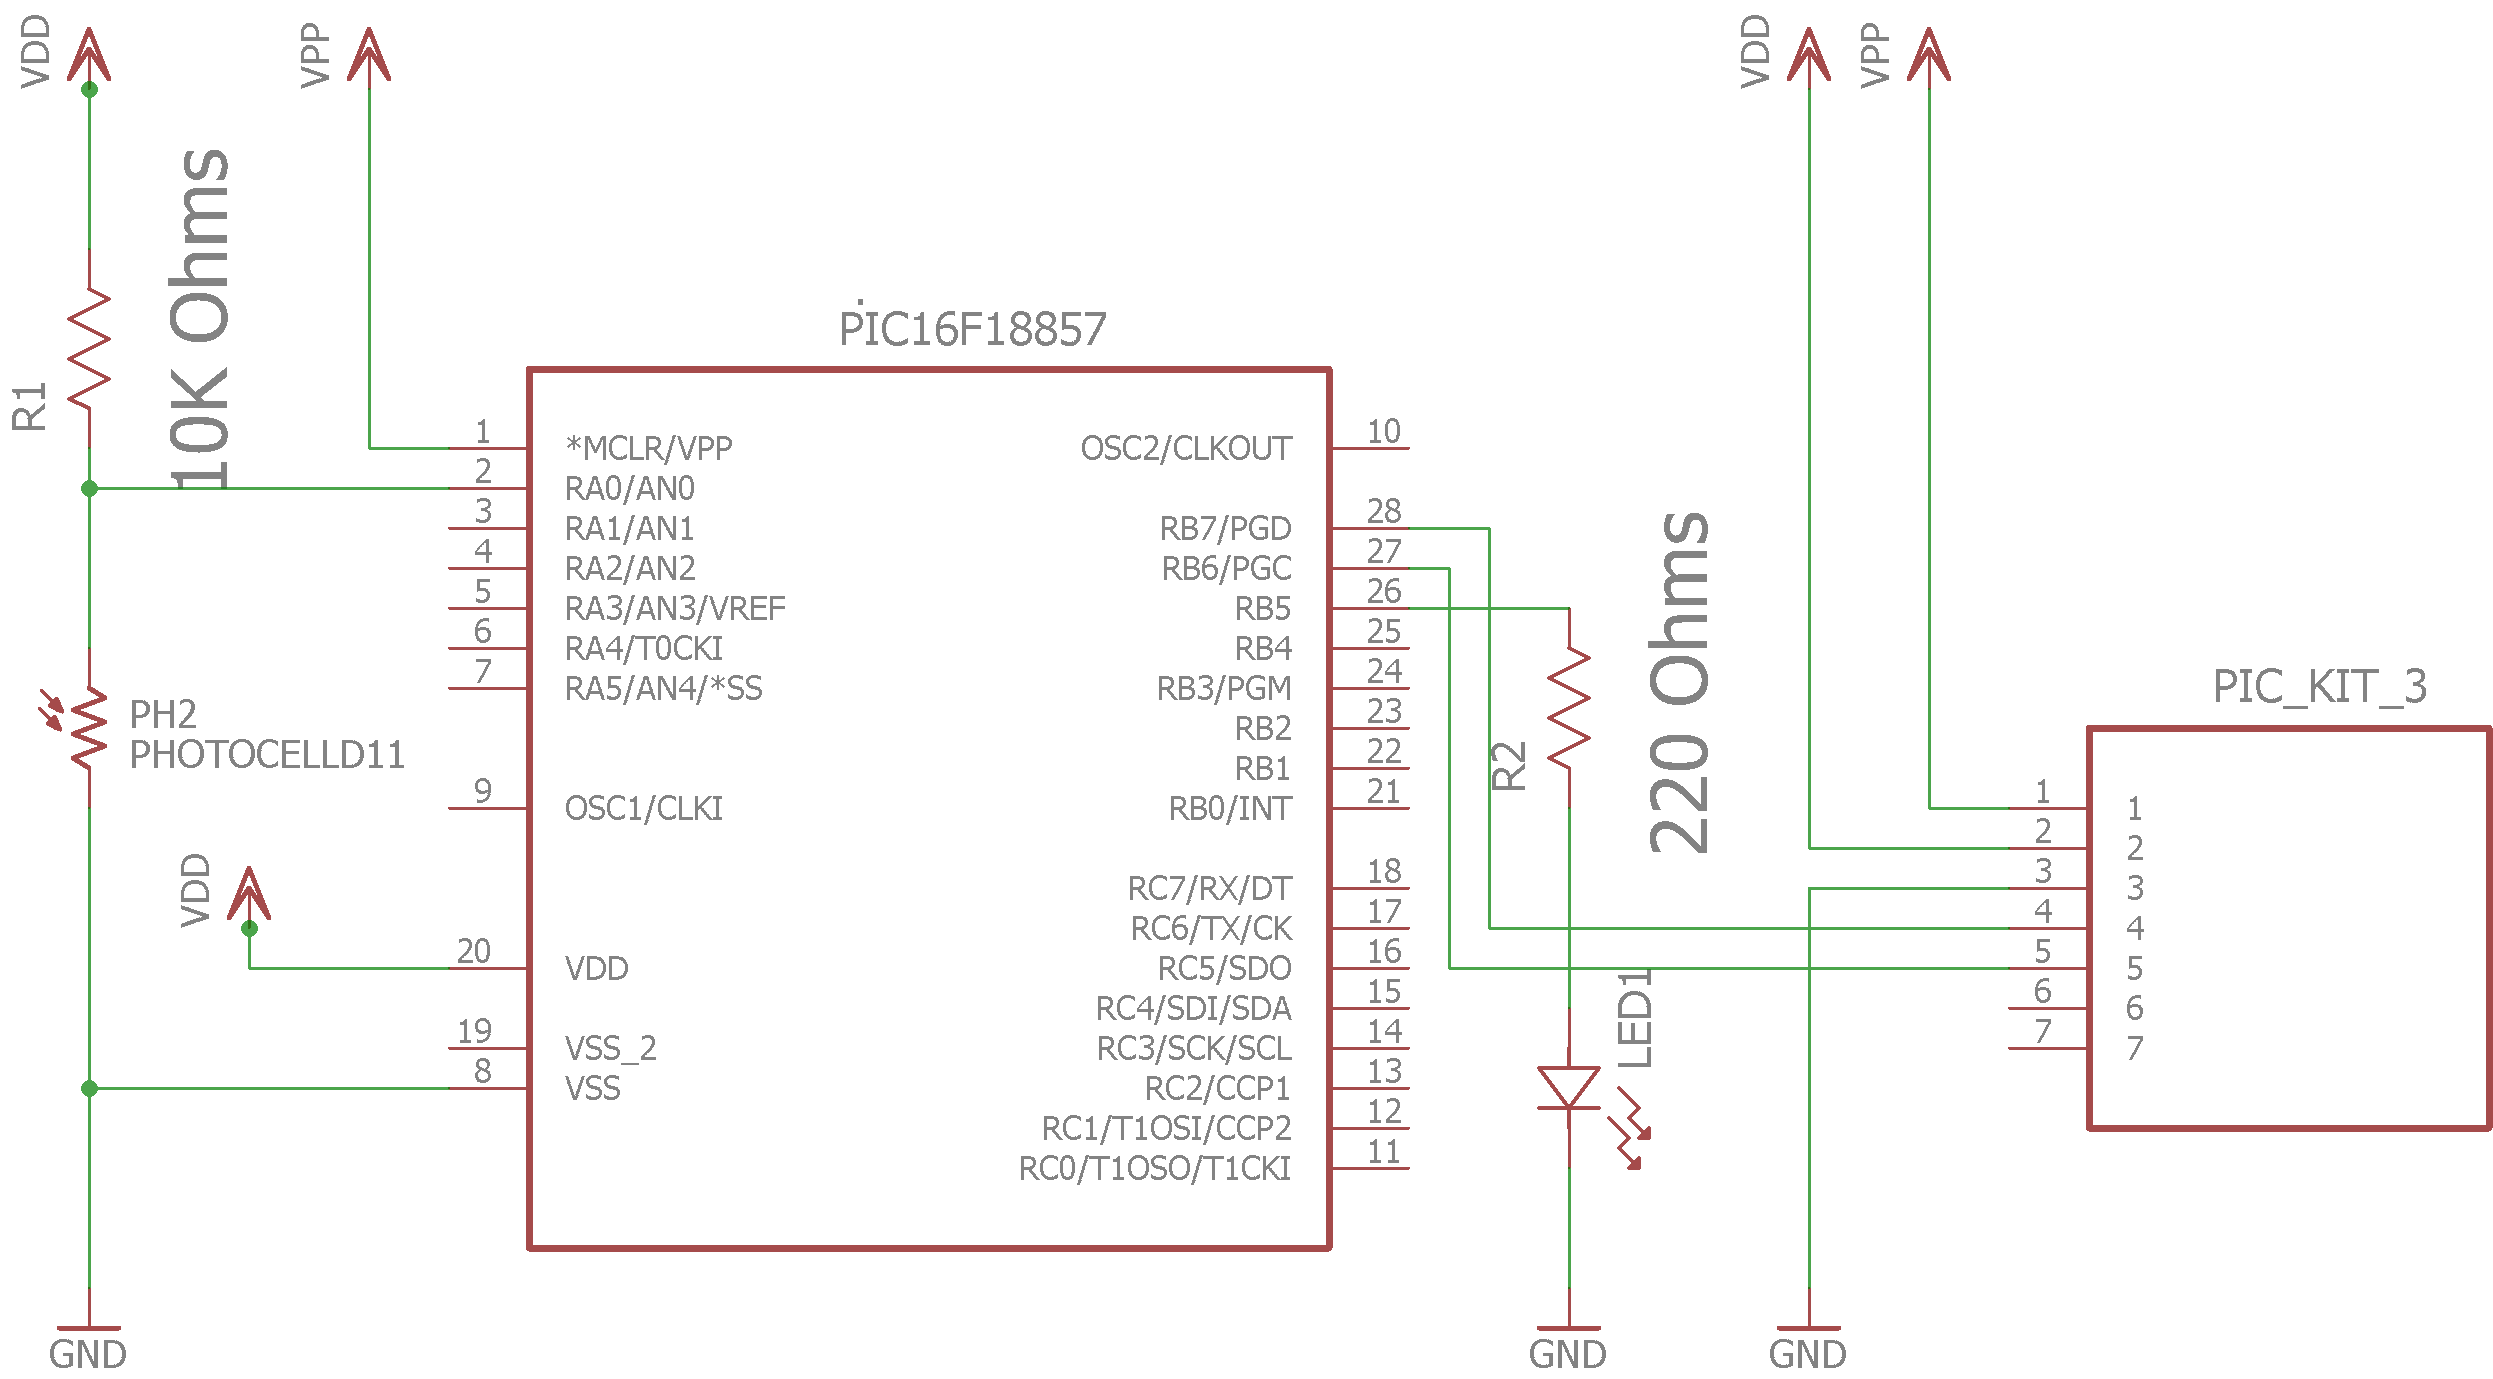 VDD
VPP
VDD
VPP
10K Ohms
R1
PIC16F18857
1
*MCLR/VPP
2
RA0/AN0
3
RA1/AN1
4
RA2/AN2
5
RA3/AN3/VREF
6
RA4/T0CKI
7
RA5/AN4/*SS
9
OSC1/CLKI
20
VDD
19
VSS_2
8
VSS
OSC2/CLKOUT
10
RB7/PGD
28
RB6/PGC
27
RB5
26
RB4
25
RB3/PGM
24
RB2
23
RB1
22
RB0/INT
21
RC7/RX/DT
18
RC6/TX/CK
17
RC5/SDO
16
RC4/SDI/SDA
15
RC3/SCK/SCL
14
RC2/CCP1
13
RC1/T1OSI/CCP2
12
RC0/T1OSO/T1CKI
11
PH2
PHOTOCELLD11
VDD
220 Ohms
R2
LED1
PIC_KIT_3
1
1
2
2
3
3
4
4
5
5
6
6
7
7
GND
GND
GND